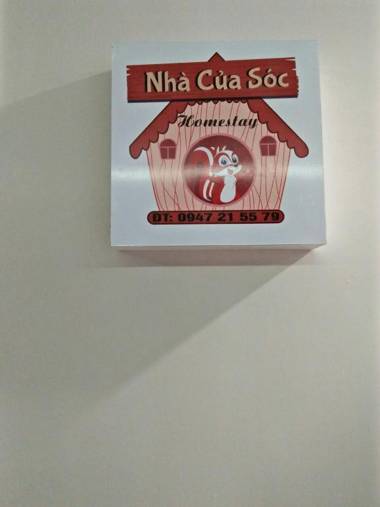 Nhà Của Sóc
Homestay
ĐT: 0947 21 55 79